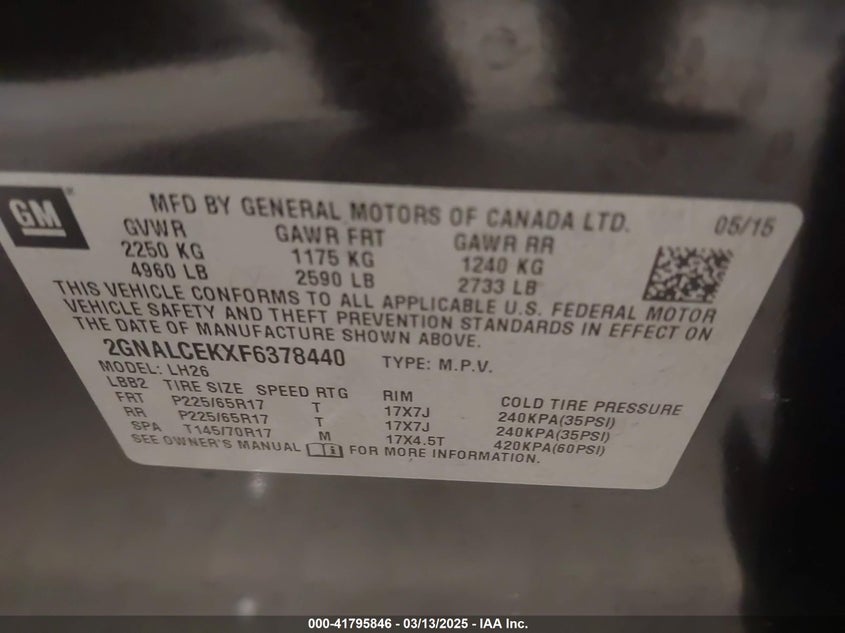 GM
MFD BY GENERAL MOTORS OF CANADA LTD. 05/15
GVWR GAWR FRT GAWR RR
2250 KG 1175 KG 1240 KG
4960 LB 2590 LB 2733 LB
THIS VEHICLE CONFORMS TO ALL APPLICABLE U.S. FEDERAL MOTOR
VEHICLE SAFETY AND THEFT PREVENTION STANDARDS IN EFFECT ON
THE DATE OF MANUFACTURE SHOWN ABOVE.
2GNALCEKXF6378440 TYPE: M.P.V.
MODEL: LH26
LBB2 TIRE SIZE SPEED RTG RIM COLD TIRE PRESSURE
FRT P225/65R17 T 17X7J 240KPA(35PSI)
RR P225/65R17 T 17X7J 240KPA(35PSI)
SPA T145/70R17 M 17X4.5T 420KPA(60PSI)
SEE OWNER'S MANUAL FOR MORE INFORMATION.
000-41795846 - 03/13/2025 - IAA Inc.